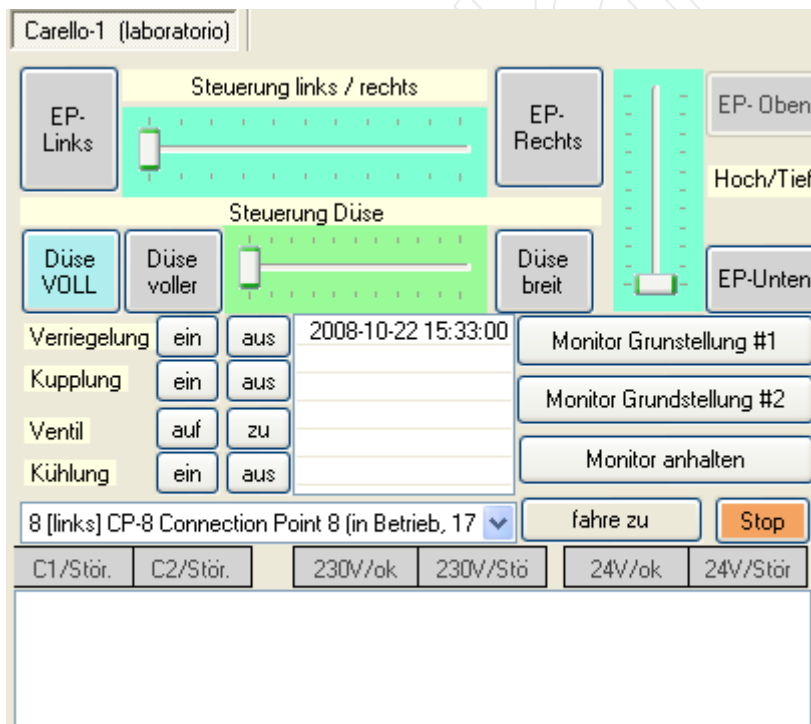 Carello-1 (laboratorio)
EP-
Links
Steuerung links / rechts
EP-
Rechts
EP- Oben
Hoch/Tief
Steuerung Düse
Düse
VOLL
Düse
voller
Düse
breit
EP-Unten
Verriegelung ein aus
2008-10-22 15:33:00
Monitor Grunstellung #1
Kupplung ein aus
Monitor Grundstellung #2
Ventil auf zu
Monitor anhalten
Kühlung ein aus
8 [links] CP-8 Connection Point 8 (in Betrieb, 17
fahre zu
Stop
C1/Stör. C2/Stör. 230V/ok 230V/Stö 24V/ok 24V/Stör